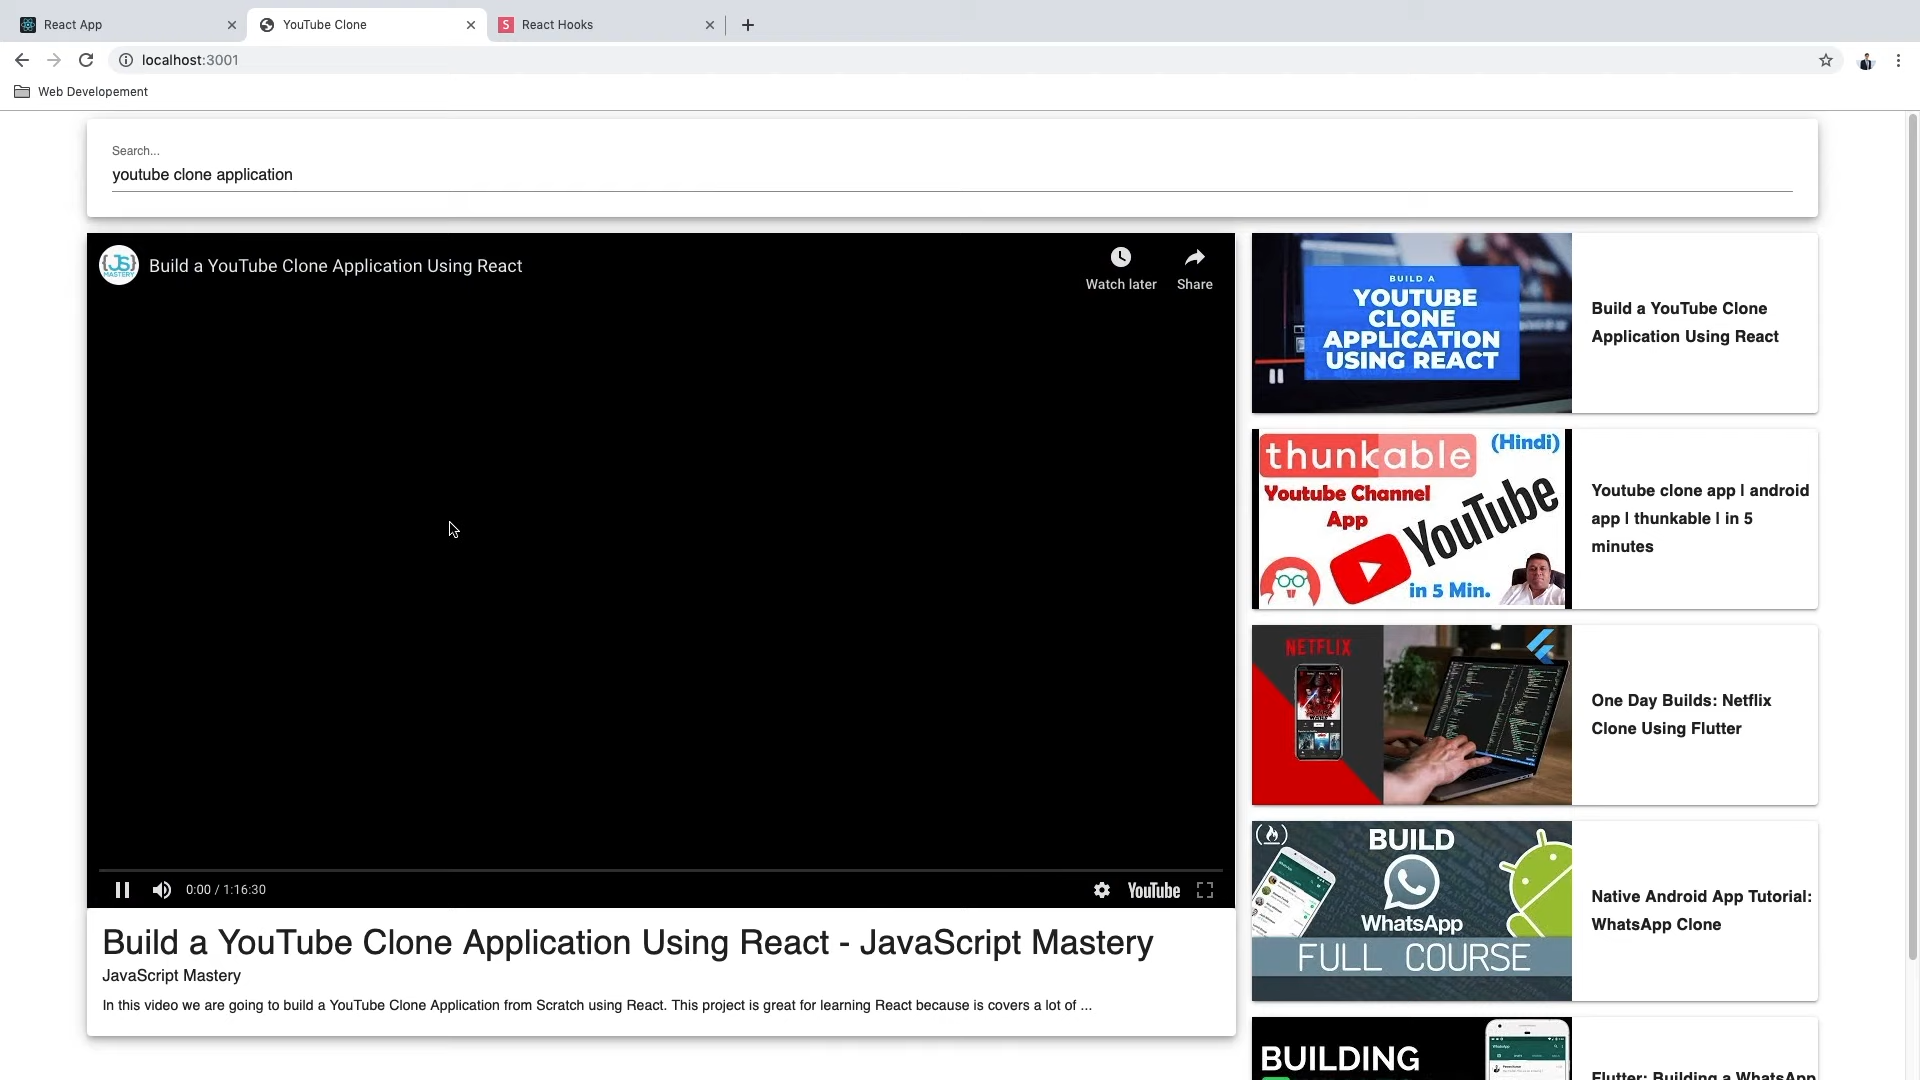 React App
YouTube Clone
React Hooks
localhost:3001
Web Developement
Search...
youtube clone application
JS
MASTERY
Build a YouTube Clone Application Using React
Watch later
Share
0:00 / 1:16:30
YouTube
Build a YouTube Clone Application Using React - JavaScript Mastery
JavaScript Mastery
In this video we are going to build a YouTube Clone Application from Scratch using React. This project is great for learning React because is covers a lot of ...
BUILD A
YOUTUBE
CLONE
APPLICATION
USING REACT
Build a YouTube Clone
Application Using React
thunkable
(Hindi)
Youtube Channel
App
YouTube
in 5 Min.
Youtube clone app | android
app | thunkable | in 5
minutes
NETFLIX
One Day Builds: Netflix
Clone Using Flutter
BUILD
WhatsApp
FULL COURSE
Native Android App Tutorial:
WhatsApp Clone
BUILDING
Flutter: Building a WhatsApp